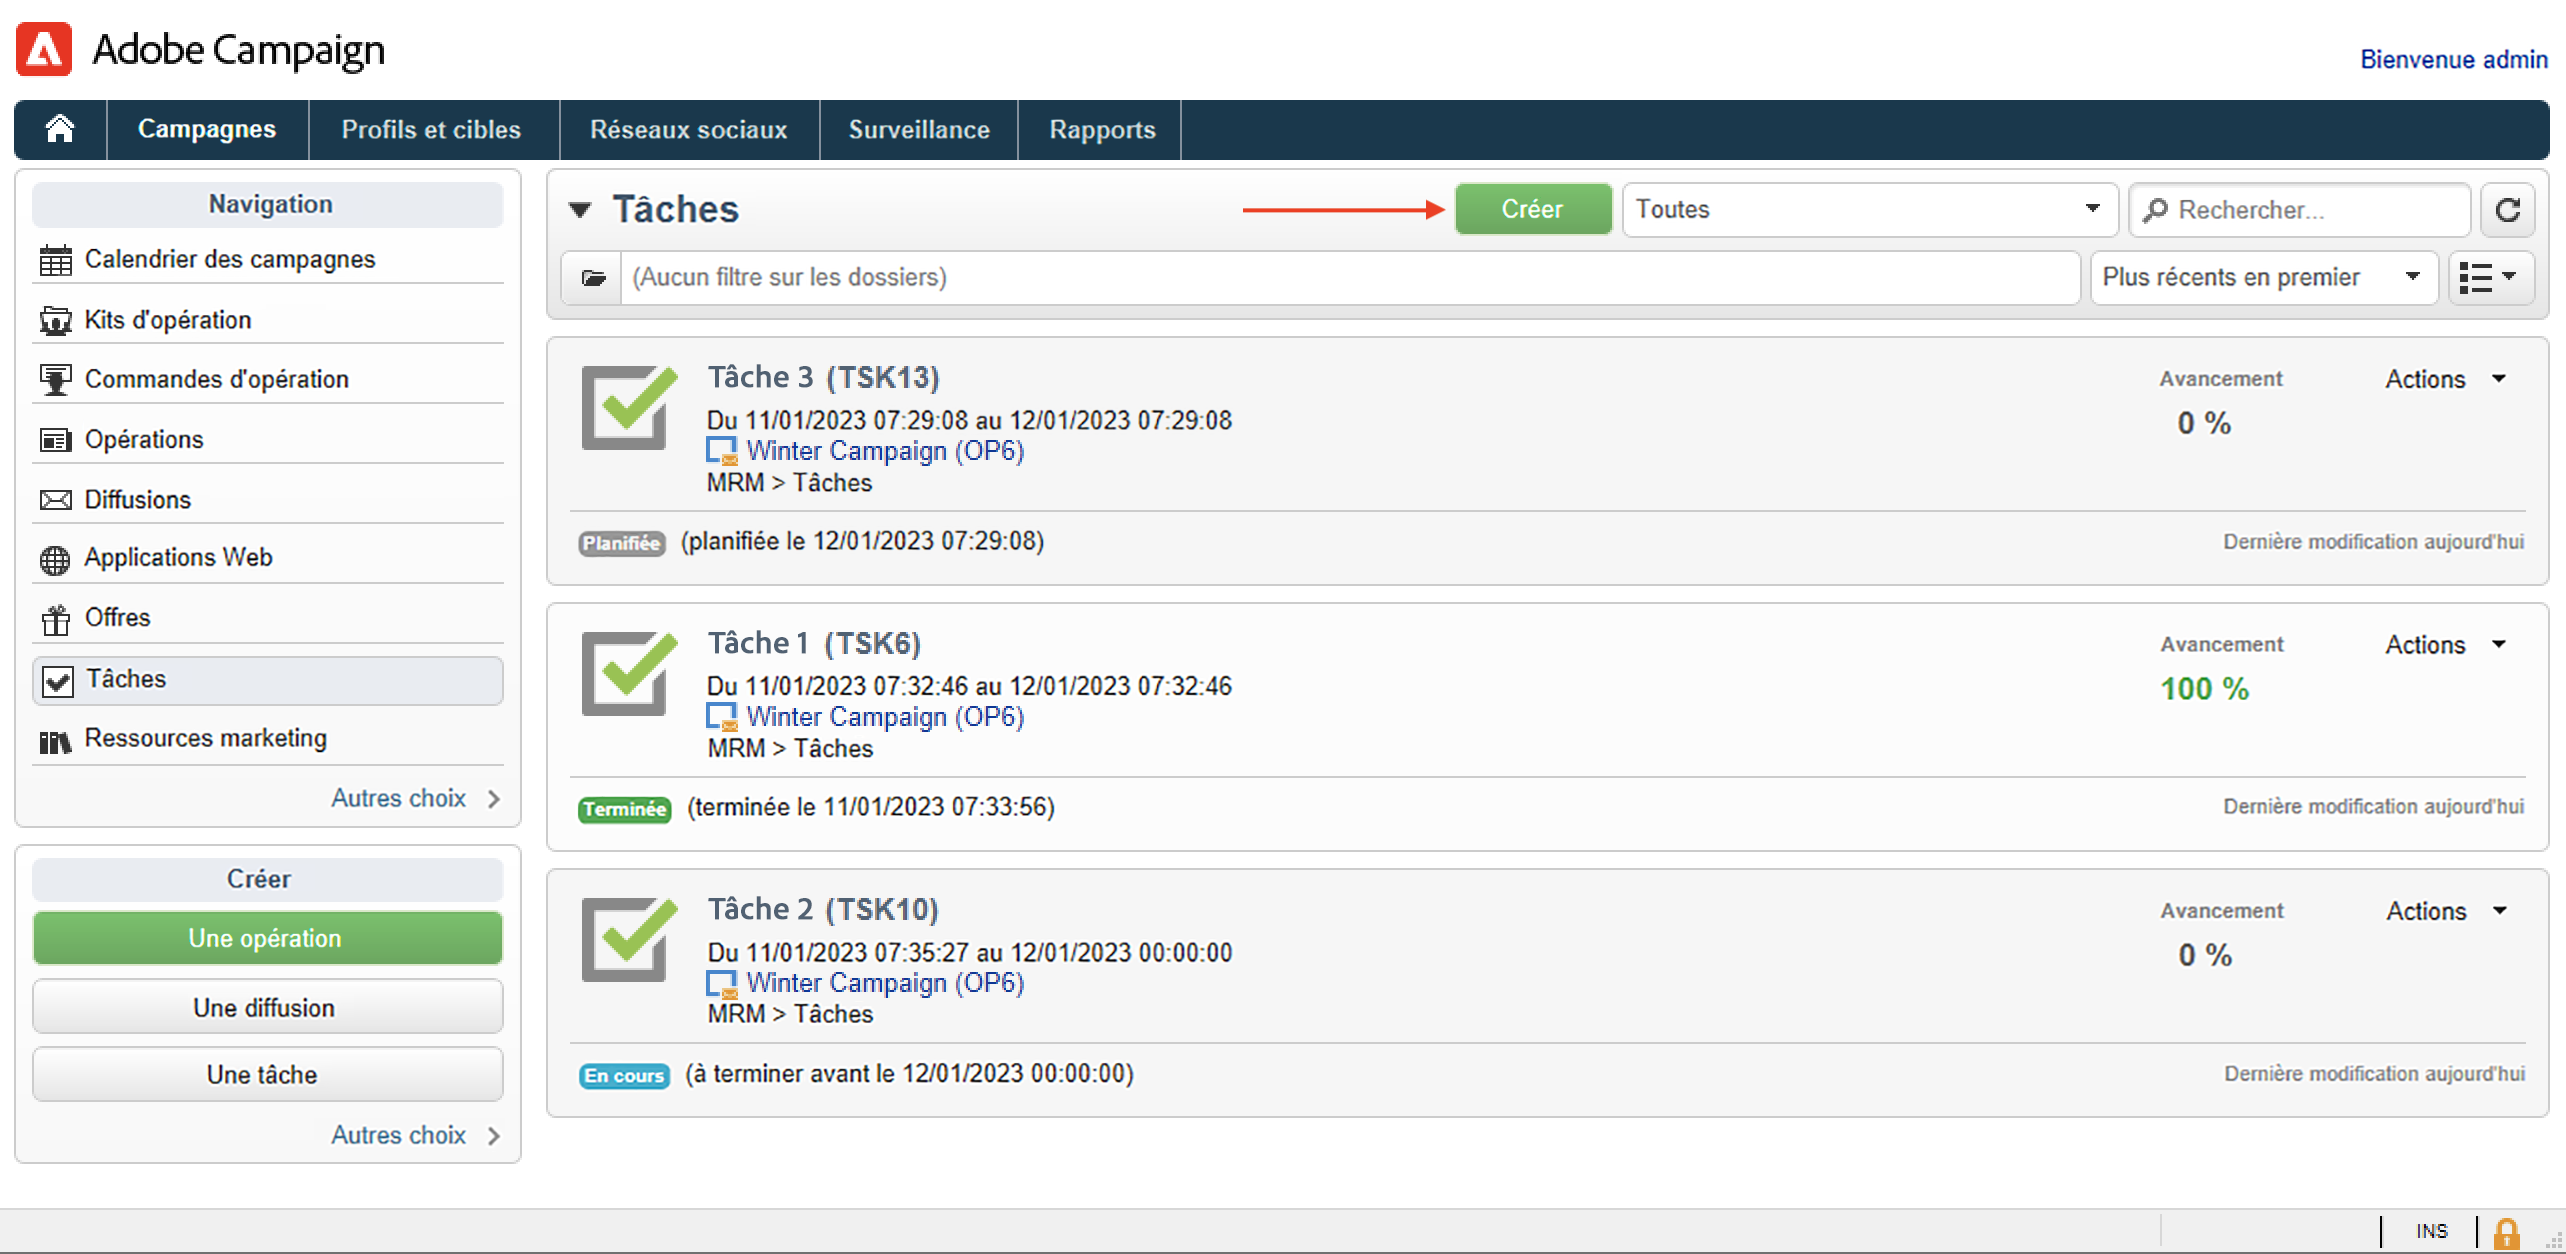 Adobe Campaign
Bienvenue admin
Campagnes
Profils et cibles
Réseaux sociaux
Surveillance
Rapports
Navigation
Calendrier des campagnes
Kits d'opération
Commandes d'opération
Opérations
Diffusions
Applications Web
Offres
Tâches
Ressources marketing
Autres choix
Créer
Une opération
Une diffusion
Une tâche
Autres choix
Tâches
Créer
Toutes
Rechercher...
(Aucun filtre sur les dossiers)
Plus récents en premier
Tâche 3 (TSK13)
Avancement
Actions
Du 11/01/2023 07:29:08 au 12/01/2023 07:29:08
0 %
Winter Campaign (OP6)
MRM > Tâches
Planifiée (planifiée le 12/01/2023 07:29:08)
Dernière modification aujourd'hui
Tâche 1 (TSK6)
Avancement
Actions
Du 11/01/2023 07:32:46 au 12/01/2023 07:32:46
100 %
Winter Campaign (OP6)
MRM > Tâches
Terminée (terminée le 11/01/2023 07:33:56)
Dernière modification aujourd'hui
Tâche 2 (TSK10)
Avancement
Actions
Du 11/01/2023 07:35:27 au 12/01/2023 00:00:00
0 %
Winter Campaign (OP6)
MRM > Tâches
En cours (à terminer avant le 12/01/2023 00:00:00)
Dernière modification aujourd'hui
INS